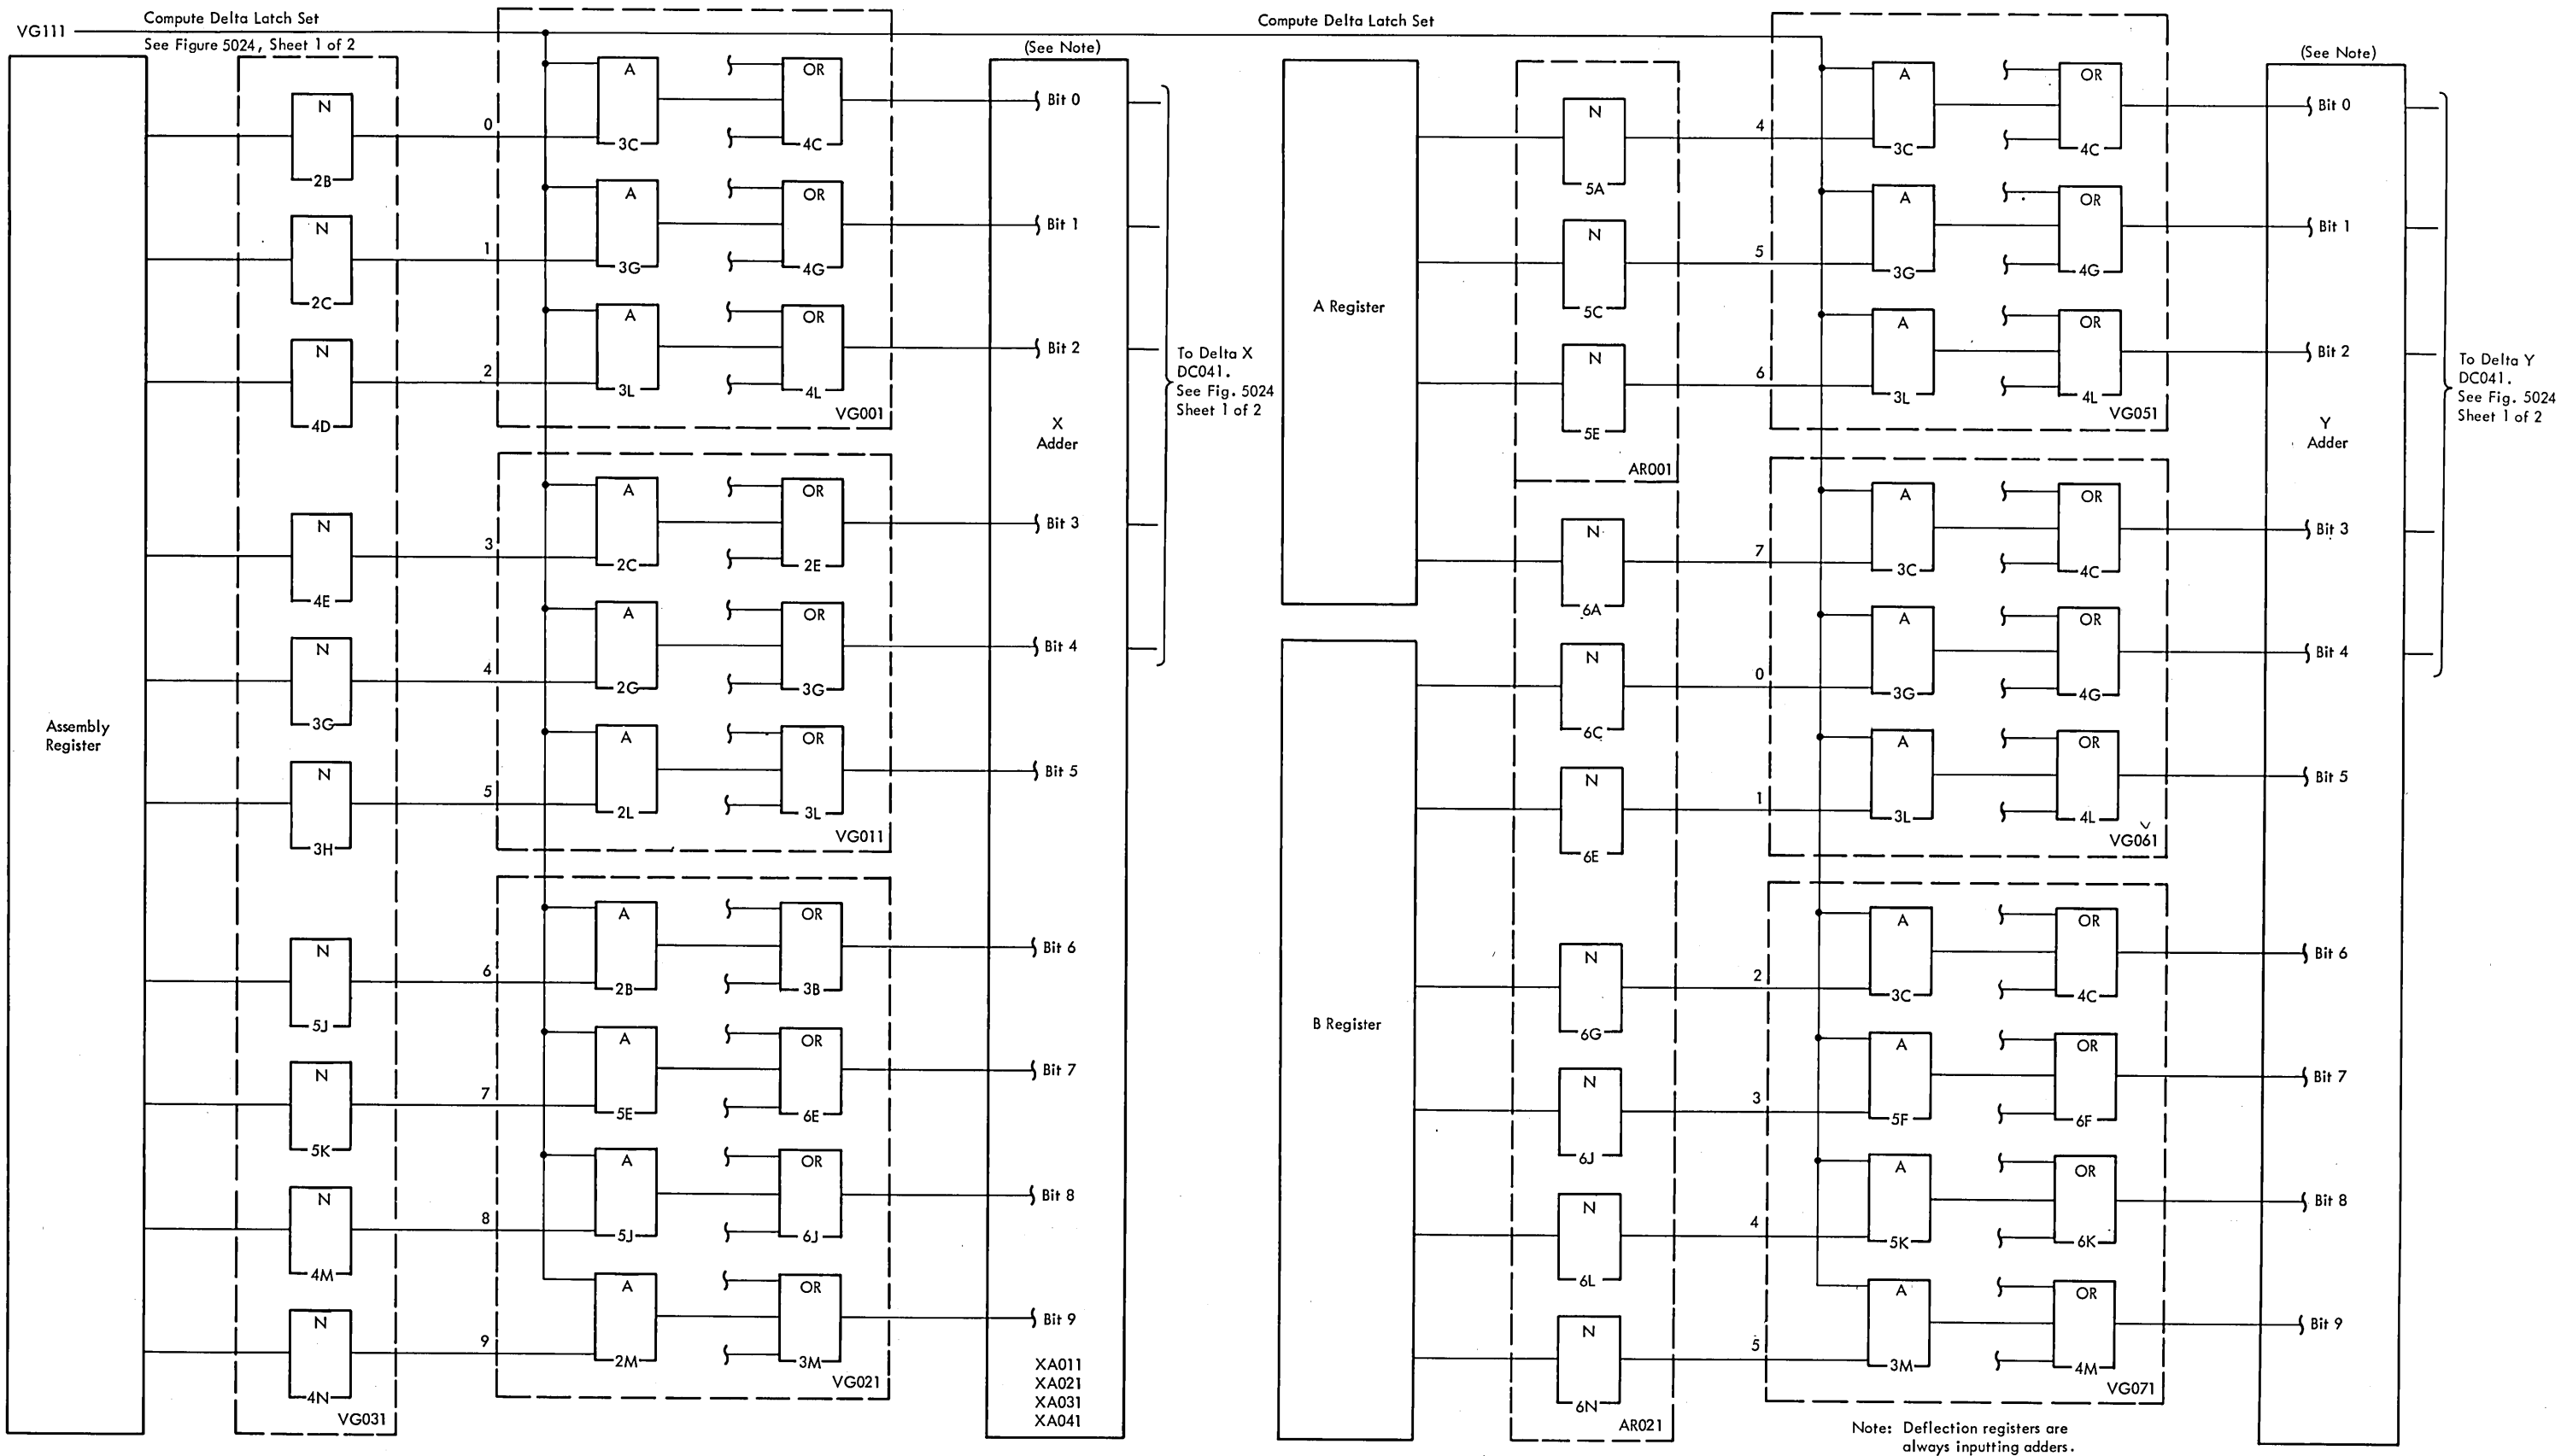 Compute Delta Latch Set
VG111
See Figure 5024, Sheet 1 of 2
Assembly
Register
N
2B
N
2C
N
4D
N
4E
N
3G
N
3H
N
5J
N
5K
N
4M
N
4N
VG031
0
1
2
3
4
5
6
7
8
9
A
3C
OR
4C
A
3G
OR
4G
A
3L
OR
4L
VG001
A
2C
OR
2E
A
2G
OR
3G
A
2L
OR
3L
VG011
A
2B
OR
3B
A
5E
OR
6E
A
5J
OR
6J
A
2M
OR
3M
VG021
(See Note)
Bit 0
Bit 1
Bit 2
X
Adder
Bit 3
Bit 4
Bit 5
Bit 6
Bit 7
Bit 8
Bit 9
XA011
XA021
XA031
XA041
To Delta X
DC041.
See Fig. 5024
Sheet 1 of 2
Compute Delta Latch Set
A Register
B Register
N
5A
N
5C
N
5E
AR001
N
6A
N
6C
N
6E
N
6G
N
6J
N
6L
N
6N
AR021
4
5
6
7
0
1
2
3
4
5
A
3C
OR
4C
A
3G
OR
4G
A
3L
OR
4L
VG051
A
3C
OR
4C
A
3G
OR
4G
A
3L
OR
4L
VG061
A
3C
OR
4C
A
5F
OR
6F
A
5K
OR
6K
A
3M
OR
4M
VG071
(See Note)
Bit 0
Bit 1
Bit 2
Y
Adder
Bit 3
Bit 4
Bit 5
Bit 6
Bit 7
Bit 8
Bit 9
To Delta Y
DC041.
See Fig. 5024
Sheet 1 of 2
Note: Deflection registers are
always inputting adders.